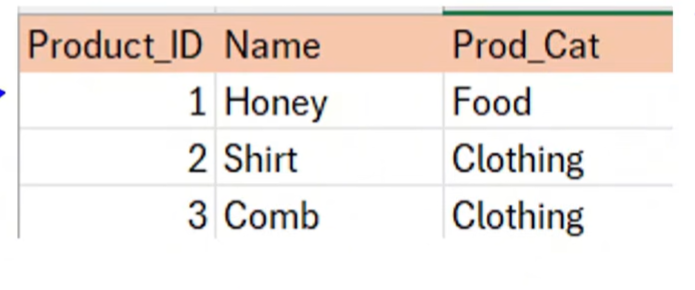 Product_ID Name Prod_Cat
1 Honey Food
2 Shirt Clothing
3 Comb Clothing